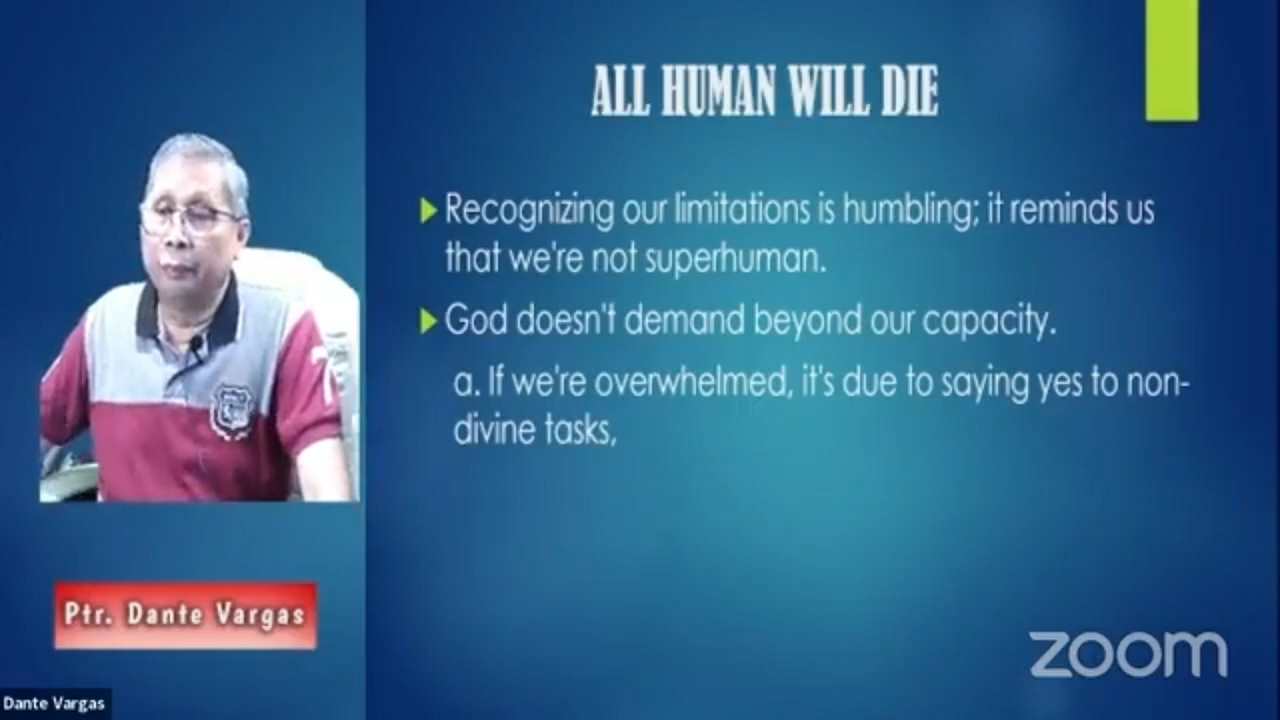 ALL HUMAN WILL DIE
Recognizing our limitations is humbling; it reminds us
that we're not superhuman.
God doesn't demand beyond our capacity.
a. If we're overwhelmed, it's due to saying yes to non-
divine tasks,
Ptr. Dante Vargas
zoom
Dante Vargas